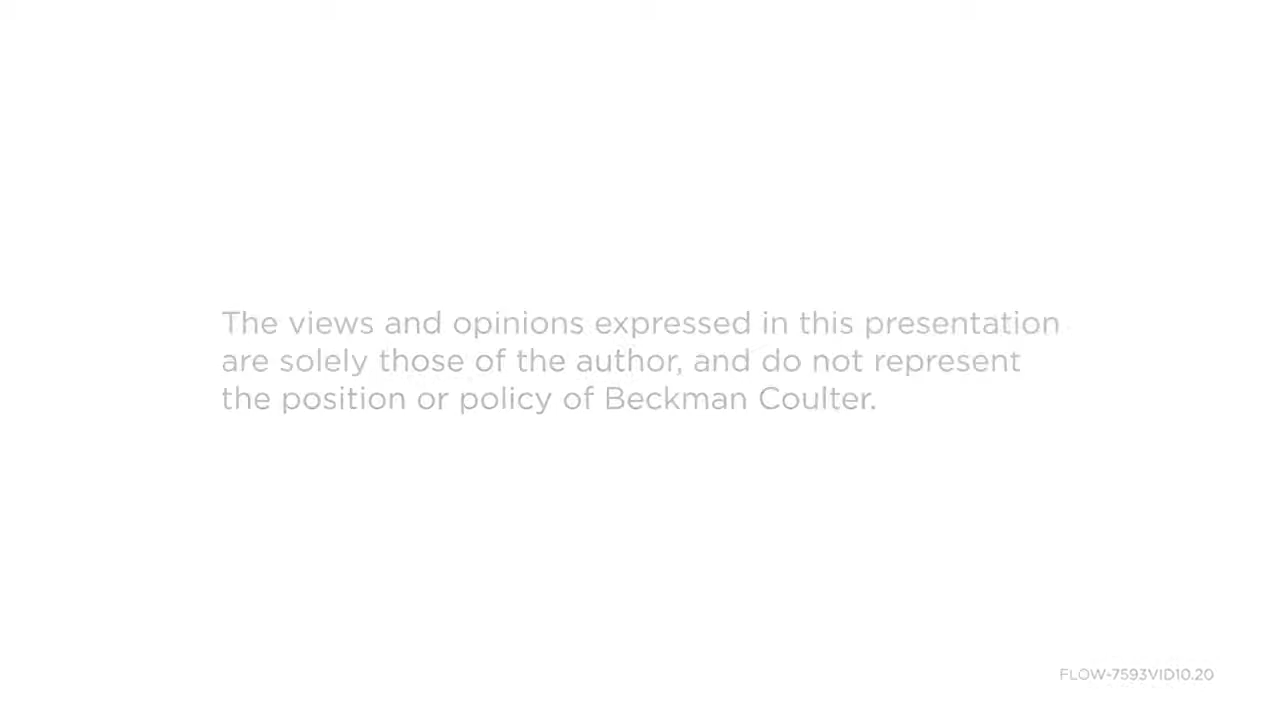 The views and opinions expressed in this presentation
are solely those of the author, and do not represent
the position or policy of Beckman Coulter.
FLOW-7593VID10.20